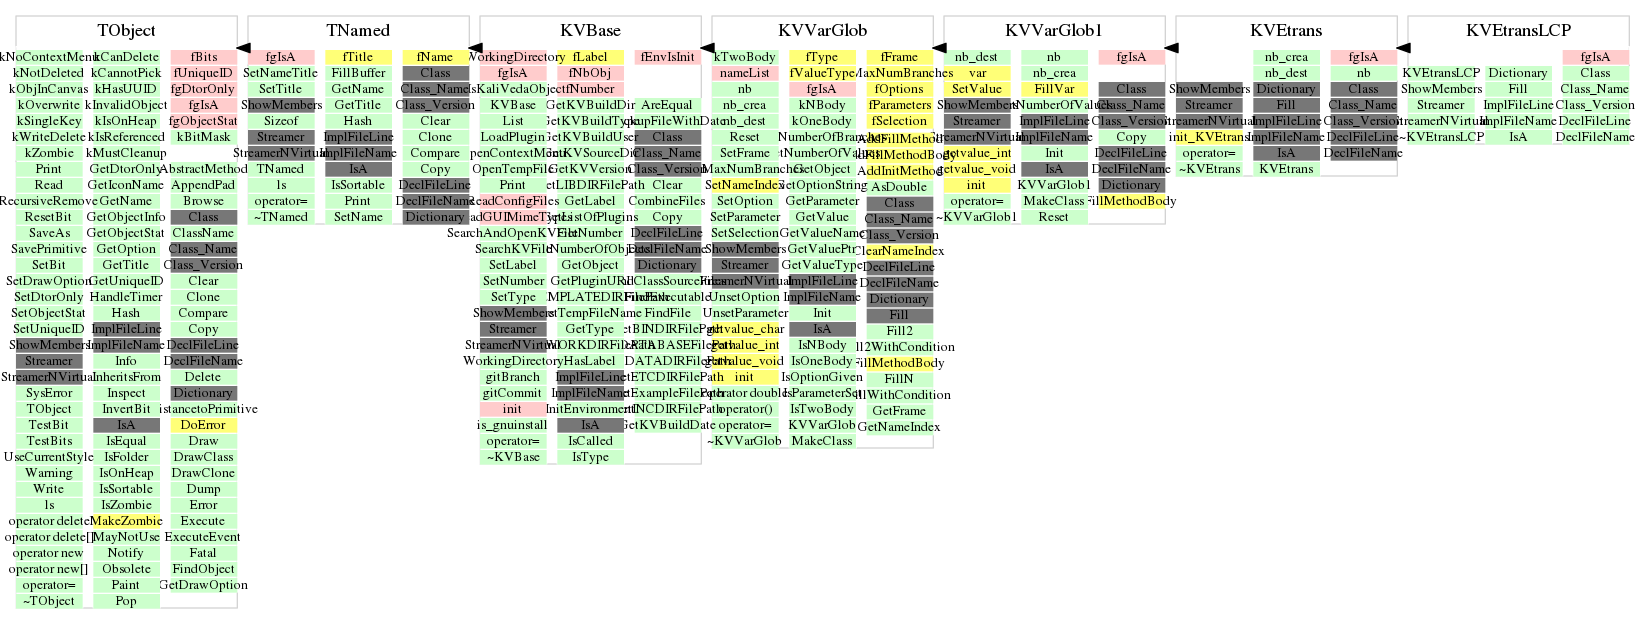 TObject
kNoContextMenu
kNotDeleted
kObjInCanvas
kOverwrite
kSingleKey
kWriteDelete
kZombie
Print
Read
RecursiveRemove
ResetBit
SaveAs
SavePrimitive
SetBit
SetDrawOption
SetDtorOnly
SetObjectStat
SetUniqueID
ShowMembers
Streamer
StreamerNVirtual
SysError
TObject
TestBit
TestBits
UseCurrentStyle
Warning
Write
ls
operator delete
operator delete[]
operator new
operator new[]
operator=
~TObject
kCanDelete
kCannotPick
kHasUUID
kInvalidObject
kIsOnHeap
kIsReferenced
kMustCleanup
GetDtorOnly
GetIconName
GetName
GetObjectInfo
GetObjectStat
GetOption
GetTitle
GetUniqueID
HandleTimer
Hash
ImplFileLine
ImplFileName
Info
InheritsFrom
Inspect
InvertBit
IsA
IsEqual
IsFolder
IsOnHeap
IsSortable
IsZombie
MakeZombie
MayNotUse
Notify
Obsolete
Paint
Pop
fBits
fUniqueID
fgDtorOnly
fgIsA
fgObjectStat
kBitMask
AbstractMethod
AppendPad
Browse
Class
ClassName
Class_Name
Class_Version
Clear
Clone
Compare
Copy
DeclFileLine
DeclFileName
Delete
Dictionary
istancetoPrimitive
DoError
Draw
DrawClass
DrawClone
Dump
Error
Execute
ExecuteEvent
Fatal
FindObject
GetDrawOption
TNamed
fgIsA
SetNameTitle
SetTitle
ShowMembers
Sizeof
Streamer
StreamerNVirtual
TNamed
ls
operator=
~TNamed
fTitle
FillBuffer
GetName
GetTitle
Hash
ImplFileLine
ImplFileName
IsA
IsSortable
Print
SetName
fName
Class
Class_Name
Class_Version
Clear
Clone
Compare
Copy
DeclFileLine
DeclFileName
Dictionary
KVBase
WorkingDirectory
fgIsA
IsKaliVedaObject
KVBase
List
LoadPlugin
OpenContextMenu
OpenTempFile
Print
ReadConfigFiles
ReadGUIMimeTypes
SearchAndOpenKVFile
SearchKVFile
SetLabel
SetNumber
SetType
ShowMembers
Streamer
StreamerNVirtual
WorkingDirectory
gitBranch
gitCommit
init
is_gnuinstall
operator=
~KVBase
fLabel
fNbObj
fNumber
GetKVBuildDir
GetKVBuildType
GetKVBuildUser
GetKVSourceDir
GetKVVersion
etLIBDIRFilePath
GetLabel
GetListOfPlugins
GetNumber
GetNumberOfObjects
GetObject
GetPluginURI
MPLATEDIRFilePath
GetTempFileName
GetType
WORKDIRFilePath
HasLabel
ImplFileLine
ImplFileName
InitEnvironment
IsA
IsCalled
IsType
fEnvIsInit
ArcEqual
BackupFileWithDate
Class
Class_Name
Class_Version
Clear
CombineFiles
Copy
DeclFileLine
DeclFileName
Dictionary
FindClassSourceFiles
FindExecutable
FindFile
etBINDIRFilePath
DATABASEFilePath
DATADIRFilePath
etETCDIRFilePath
etExampleFilePath
etINCDIRFilePath
GetKVBuildDate
KVVarGlob
kTwoBody
nameList
nb
nb_crea
nb_dest
Reset
SetFrame
SetMaxNumBranches
SetNameIndex
SetOption
SetParameter
SetSelection
ShowMembers
Streamer
StreamerNVirtual
UnsetOption
UnsetParameter
getvalue_char
getvalue_int
getvalue_void
init
operator double
operator()
operator=
~KVVarGlob
fType
fValueType
fgIsA
kNBody
kOneBody
GetNumberOfBranches
GetNumberOfValues
GetObject
GetOptionString
GetParameter
GetValue
GetValueName
GetValuePtr
GetValueType
ImplFileLine
ImplFileName
Init
IsA
IsNBody
IsOneBody
IsOptionGiven
IsParameterSet
IsTwoBody
KVVarGlob
MakeClass
fFrame
fMaxNumBranches
fOptions
fParameters
fSelection
AddFillMethod
AddFillMethodBody
AddInitMethod
AsDouble
Class
Class_Name
Class_Version
ClearNameIndex
DeclFileLine
DeclFileName
Dictionary
Fill
Fill2
ll2WithCondition
FillMethodBody
FillN
illWithCondition
GetFrame
GetNameIndex
KVVarGlob1
nb_dest
var
SetValue
ShowMembers
Streamer
StreamerNVirtual
getvalue_int
getvalue_void
init
operator=
~KVVarGlob1
nb
nb_crea
FillVar
GetNumberOfValues
ImplFileLine
ImplFileName
Init
IsA
KVVarGlob1
MakeClass
Reset
fgIsA
Class
Class_Name
Class_Version
Copy
DeclFileLine
DeclFileName
Dictionary
FillMethodBody
KVEtrans
ShowMembers
Streamer
StreamerNVirtual
init_KVEtrans
operator=
~KVEtrans
nb_crea
nb_dest
Dictionary
Fill
ImplFileLine
ImplFileName
IsA
KVEtrans
fgIsA
nb
Class
Class_Name
Class_Version
DeclFileLine
DeclFileName
KVEtransLCP
KVEtransLCP
ShowMembers
Streamer
StreamerNVirtual
~KVEtransLCP
Dictionary
Fill
ImplFileLine
ImplFileName
IsA
fgIsA
Class
Class_Name
Class_Version
DeclFileLine
DeclFileName